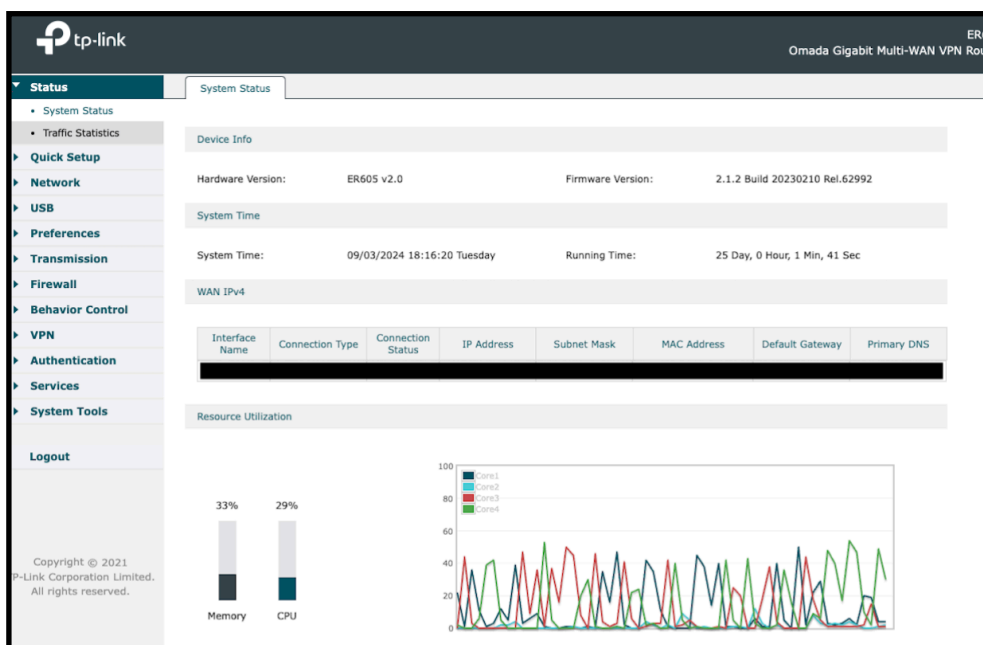 tp-link
Omada Gigabit Multi-WAN VPN
Status
System Status
Traffic Statistics
Quick Setup
Network
USB
Preferences
Transmission
Firewall
Behavior Control
VPN
Authentication
Services
System Tools
Logout
Copyright © 2021
P-Link Corporation Limited.
All rights reserved.
System Status
Device Info
Hardware Version: ER605 v2.0 Firmware Version: 2.1.2 Build 20230210 Rel.62992
System Time
System Time: 09/03/2024 18:16:20 Tuesday Running Time: 25 Day, 0 Hour, 1 Min, 41 Sec
WAN IPv4
Interface Name Connection Type Connection Status IP Address Subnet Mask MAC Address Default Gateway Primary DNS
Resource Utilization
33% 29%
Memory CPU
100
80
60
40
20
0
Core1
Core2
Core3
Core4